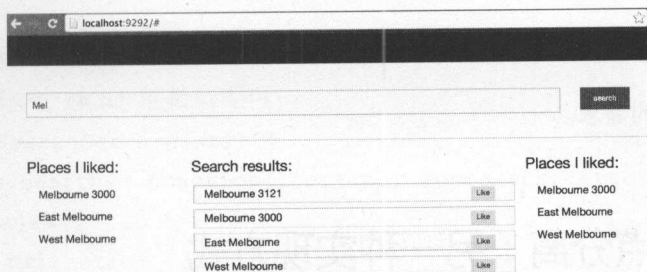 localhost:9292/#
Mel
search
Places I liked:
Melbourne 3000
East Melbourne
West Melbourne
Search results:
Melbourne 3121 Like
Melbourne 3000 Like
East Melbourne Like
West Melbourne Like
Places I liked:
Melbourne 3000
East Melbourne
West Melbourne